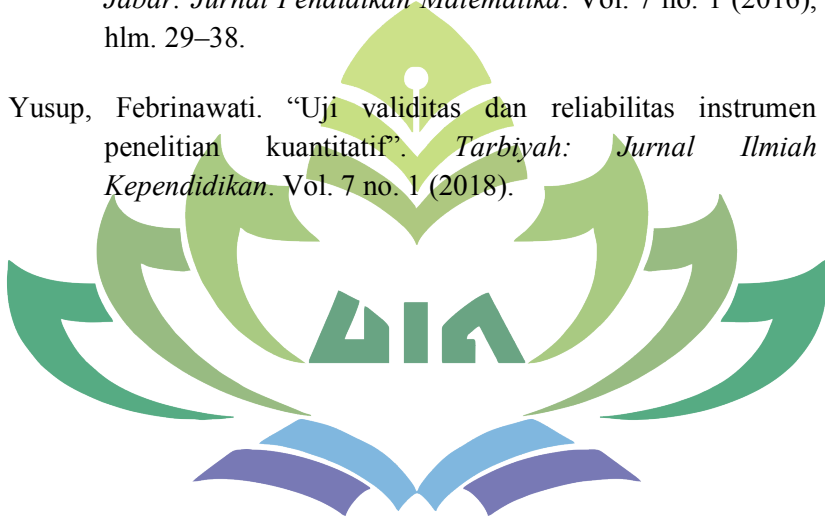 Jabar: Jurnal Pendidikan Matematika. Vol. 7 no. 1 (2016),
hlm. 29–38.
Yusup, Febrinawati. “Uji validitas dan reliabilitas instrumen
penelitian kuantitatif”. Tarbiyah: Jurnal Ilmiah
Kependidikan. Vol. 7 no. 1 (2018).
UIN